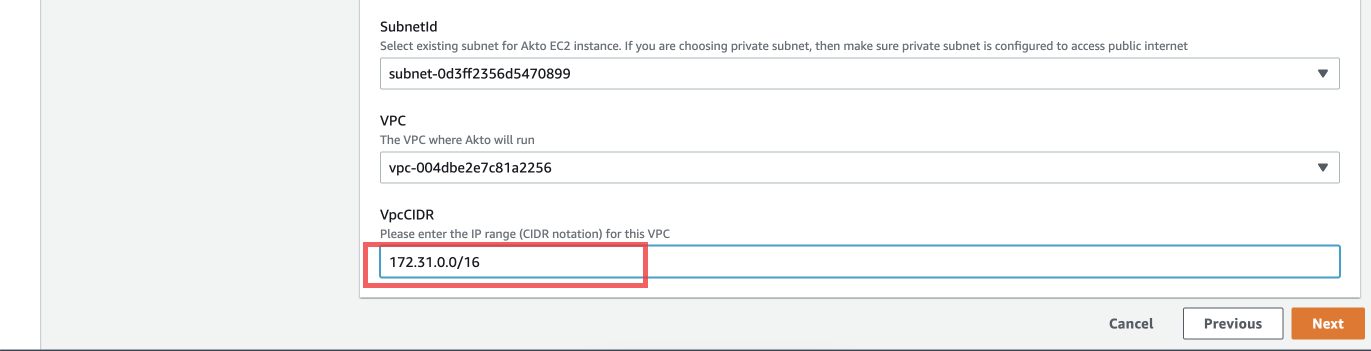 SubnetId
Select existing subnet for Akto EC2 instance. If you are choosing private subnet, then make sure private subnet is configured to access public internet
subnet-0d3ff2356d5470899
VPC
The VPC where Akto will run
vpc-004dbe2e7c81a2256
VpcCIDR
Please enter the IP range (CIDR notation) for this VPC
172.31.0.0/16
Cancel Previous Next